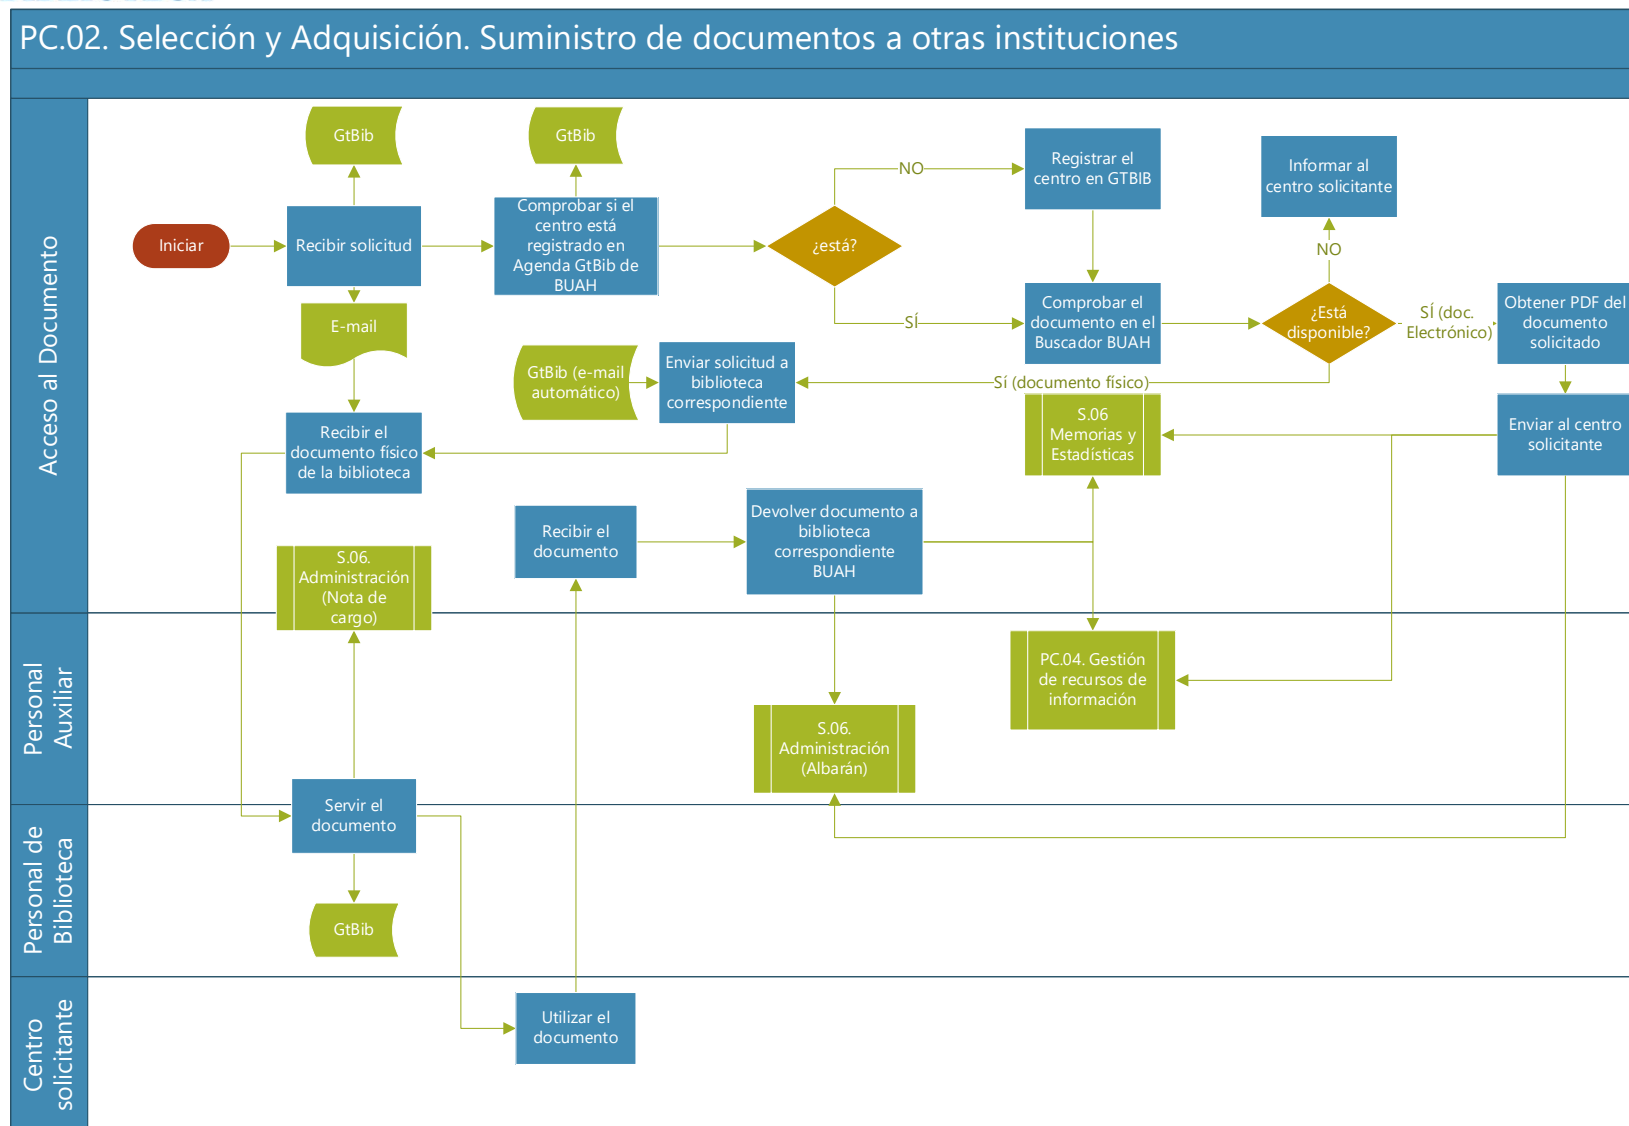 PC.02. Selección y Adquisición. Suministro de documentos a otras instituciones
Acceso al Documento
GtBib
GtBib
Iniciar
Recibir solicitud
Comprobar si el
centro está
registrado en
Agenda GtBib de
BUAH
¿está?
NO
SÍ
Registrar el
centro en GTBIB
Informar al
centro solicitante
NO
Comprobar el
documento en el
Buscador BUAH
¿Está
disponible?
SÍ (doc.
Electrónico)
Obtener PDF del
documento
solicitado
E-mail
GtBib (e-mail
automático)
Enviar solicitud a
biblioteca
correspondiente
Sí (documento físico)
Recibir el
documento físico
de la biblioteca
S.06
Memorias y
Estadísticas
Enviar al centro
solicitante
Recibir el
documento
Devolver documento a
biblioteca
correspondiente
BUAH
S.06.
Administración
(Nota de
cargo)
Personal
Auxiliar
PC.04. Gestión
de recursos de
información
S.06.
Administración
(Albarán)
Servir el
documento
Personal de
Biblioteca
GtBib
Centro
solicitante
Utilizar el
documento